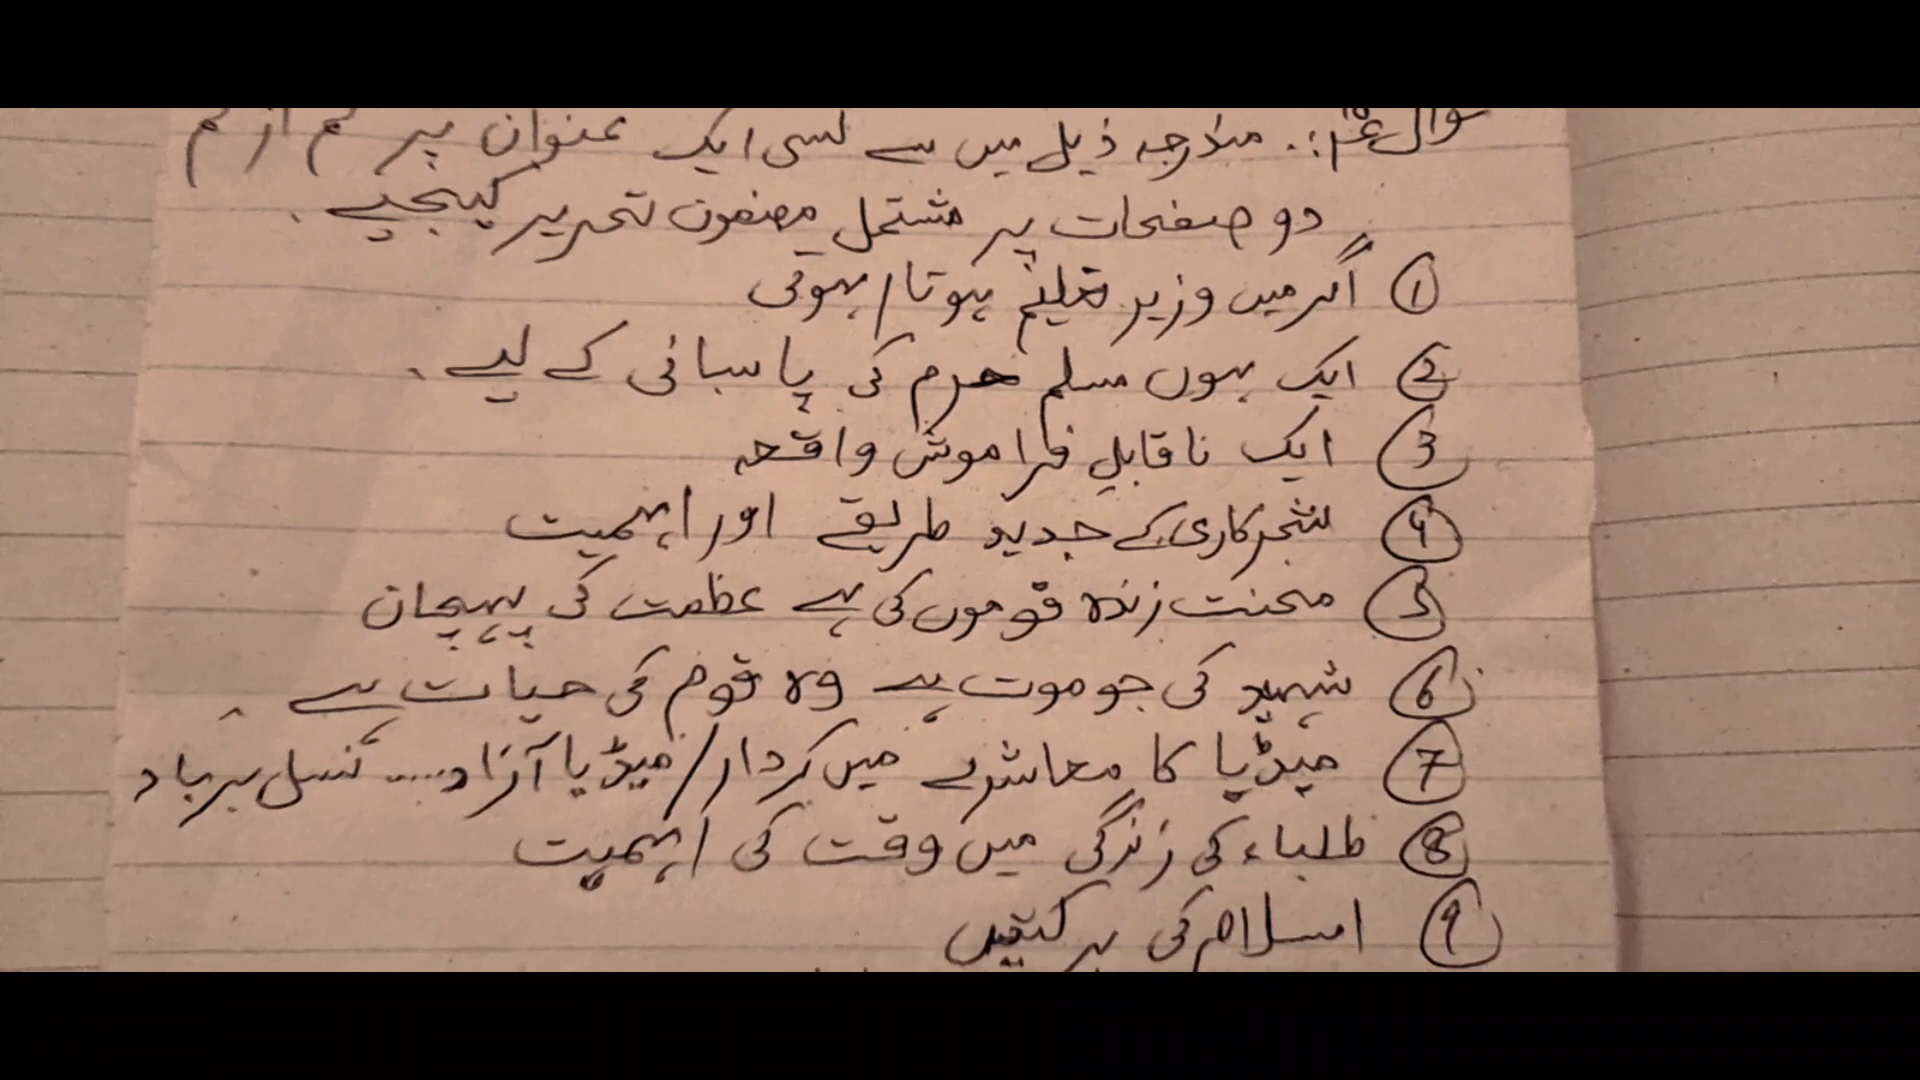 سوال نمبر: مندرجہ ذیل میں سے کسی ایک عنوان پر کم از کم
دو صفحات پر مشتمل مضمون تحریر کیجیے۔
① اگر میں وزیر تعلیم ہوتا/ہوتی
② ایک ہوں مسلم حرم کی پاسبانی کے لیے۔
③ ایک ناقابلِ فراموش واقعہ
④ شجرکاری کے جدید طریقے اور اہمیت
⑤ محنت زندہ قوموں کی ہے عظمت کی پہچان
⑥ شہید کی جو موت ہے وہ قوم کی حیات ہے۔
⑦ میڈیا کا معاشرے میں کردار/میڈیا آزاد..... نسل برباد
⑧ طلباء کی زندگی میں وقت کی اہمیت
⑨ اسلام کی برکتیں